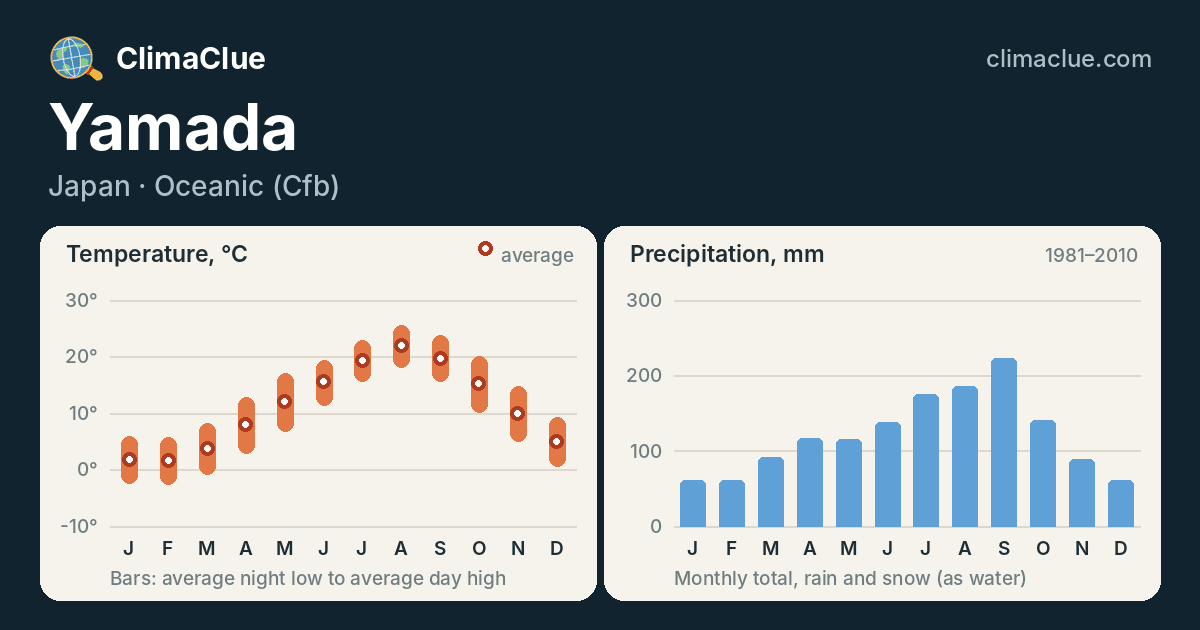 ClimaClue
climaclue.com
Yamada
Japan · Oceanic (Cfb)
Temperature, °C
average
30°
20°
10°
0°
-10°
J F M A M J J A S O N D
Bars: average night low to average day high
Precipitation, mm
1981–2010
300
200
100
0
J F M A M J J A S O N D
Monthly total, rain and snow (as water)